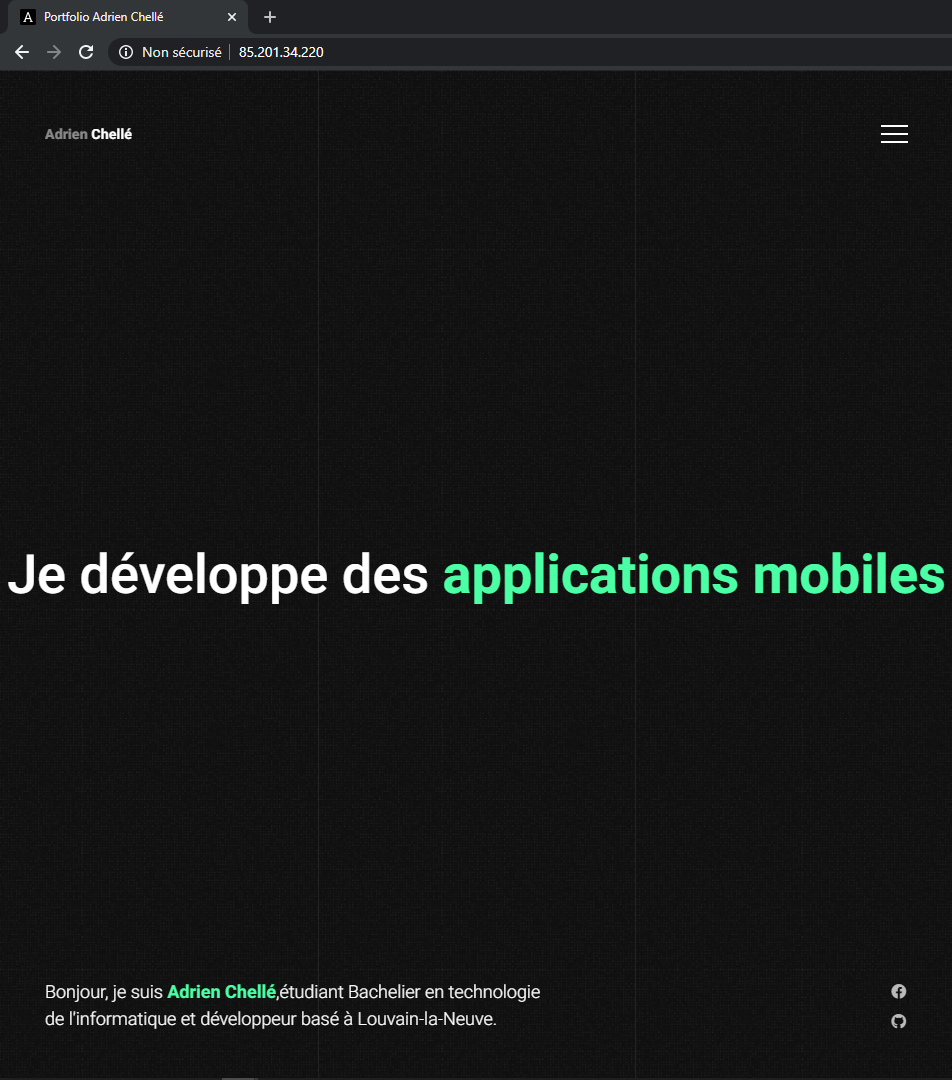 A Portfolio Adrien Chellé
Non sécurisé 85.201.34.220
Adrien Chellé
Je développe des applications mobiles
Bonjour, je suis Adrien Chellé,étudiant Bachelier en technologie
de l'informatique et développeur basé à Louvain-la-Neuve.